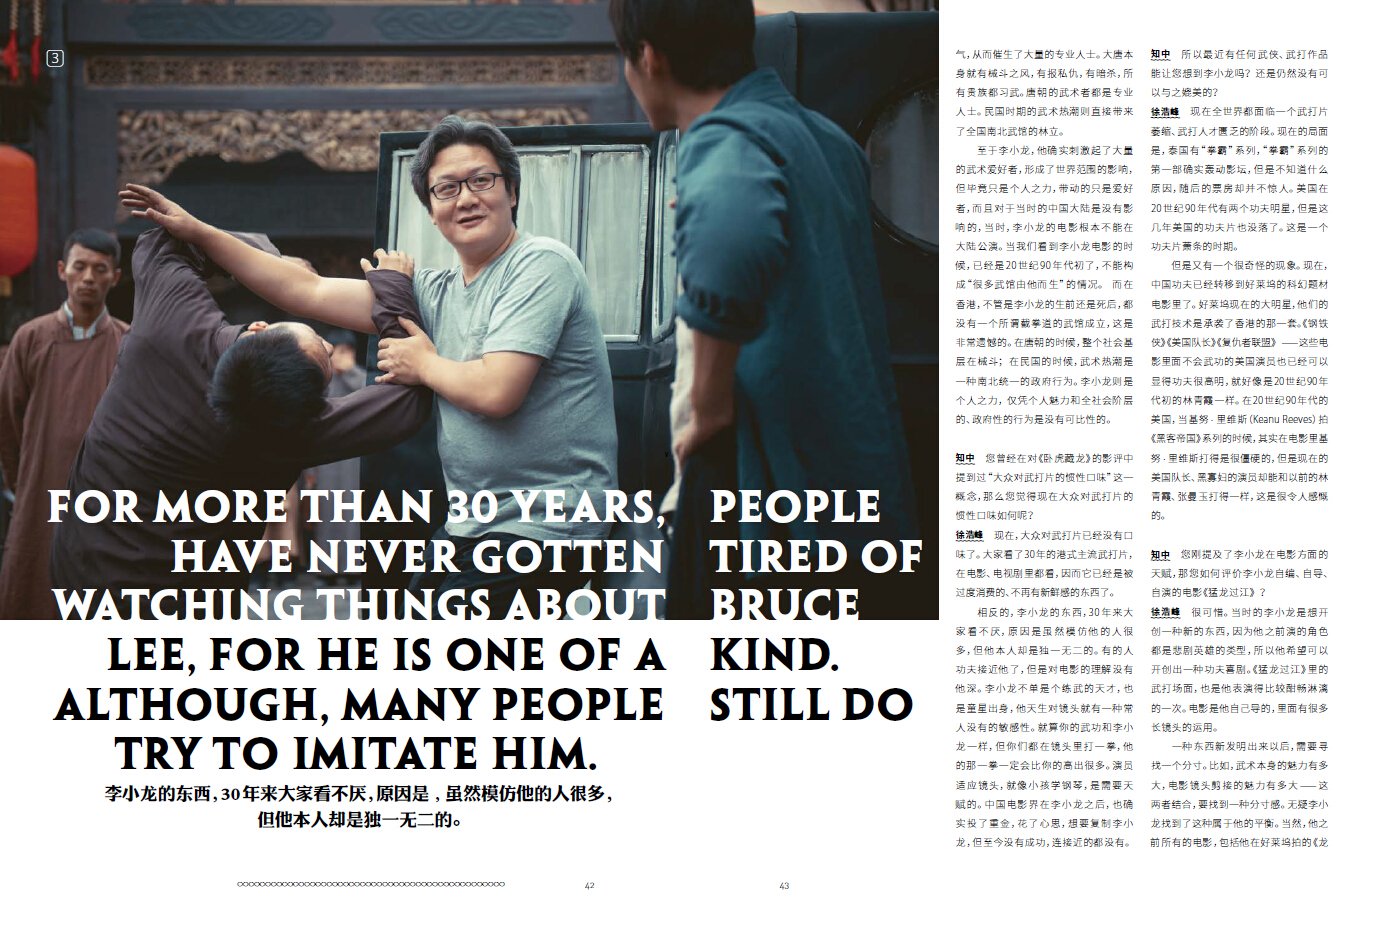 3
FOR MORE THAN 30 YEARS, PEOPLE
HAVE NEVER GOTTEN TIRED OF
WATCHING THINGS ABOUT BRUCE
LEE, FOR HE IS ONE OF A KIND.
ALTHOUGH, MANY PEOPLE STILL DO
TRY TO IMITATE HIM.
李小龙的东西，30年来大家看不厌，原因是，虽然模仿他的人很多，
但他本人却是独一无二的。
42
43
气，从而催生了大量的专业人士。大唐本
身就有械斗之风，有报私仇，有暗杀，所
有贵族都习武。唐朝的武术者都是专业
人士。民国时期的武术热潮则直接带来
了全国南北武馆的林立。
至于李小龙，他确实刺激起了大量
的武术爱好者，形成了世界范围的影响，
但毕竟只是个人之力，带动的只是爱好
者，而且对于当时的中国大陆是没有影
响的，当时，李小龙的电影根本不能在
大陆公演。当我们看到李小龙电影的时
候，已经是20世纪90年代初了，不能构
成“很多武馆由他而生”的情况。 而在
香港，不管是李小龙的生前还是死后，都
没有一个所谓截拳道的武馆成立，这是
非常遗憾的。在唐朝的时候，整个社会基
层在械斗；在民国的时候，武术热潮是
一种南北统一的政府行为。李小龙则是
个人之力，仅凭个人魅力和全社会阶层
的、政府性的行为是没有可比性的。
知中 您曾经在对《卧虎藏龙》的影评中
提到过“大众对武打片的惯性口味”这一
概念，那么您觉得现在大众对武打片的
惯性口味如何呢？
徐浩峰 现在，大众对武打片已经没有口
味了。大家看了30年的港式主流武打片，
在电影、电视剧里都看，因而它已经是被
过度消费的、不再有新鲜感的东西了。
相反的，李小龙的东西，30年来大
家看不厌，原因是虽然模仿他的人很
多，但他本人却是独一无二的。有的人
功夫接近他了，但是对电影的理解没有
他深。李小龙不单是个练武的天才，也
是童星出身，他天生对镜头就有一种常
人没有的敏感性。就算你的武功和李小
龙一样，但你们都在镜头里打一拳，他
的那一拳一定会比你的高出很多。演员
适应镜头，就像小孩学钢琴，是需要天
赋的。中国电影界在李小龙之后，也确
实投了重金，花了心思，想要复制李小
龙，但至今没有成功，连接近的都没有。
知中 所以最近有任何武侠、武打作品
能让您想到李小龙吗？还是仍然没有可
以与之媲美的？
徐浩峰 现在全世界都面临一个武打片
萎缩、武打人才匮乏的阶段。现在的局面
是，泰国有“拳霸”系列，“拳霸”系列的
第一部确实轰动影坛，但是不知道什么
原因，随后的票房却并不惊人。美国在
20世纪90年代有两个功夫明星，但是这
几年美国的功夫片也没落了。这是一个
功夫片萧条的时期。
但是又有一个很奇怪的现象。现在，
中国功夫已经转移到好莱坞的科幻题材
电影里了。好莱坞现在的大明星，他们的
武打技术是承袭了香港的那一套。《钢铁
侠》《美国队长》《复仇者联盟》——这些电
影里面不会武功的美国演员也已经可以
显得功夫很高明，就好像是20世纪90年
代初的林青霞一样。在20世纪90年代的
美国，当基努·里维斯（Keanu Reeves）拍
《黑客帝国》系列的时候，其实在电影里基
努·里维斯打得是很僵硬的，但是现在的
美国队长、黑寡妇的演员却能和以前的林
青霞、张曼玉打得一样，这是很令人感慨
的。
知中 您刚提及了李小龙在电影方面的
天赋，那您如何评价李小龙自编、自导、
自演的电影《猛龙过江》？
徐浩峰 很可惜。当时的李小龙是想开
创一种新的东西，因为他之前演的角色
都是悲剧英雄的类型，所以他希望可以
开创出一种功夫喜剧。《猛龙过江》里的
武打场面，也是他表演得比较酣畅淋漓
的一次。电影是他自己导的，里面有很多
长镜头的运用。
一种东西新发明出来以后，需要寻
找一个分寸。比如，武术本身的魅力有多
大，电影镜头剪接的魅力有多大——这
两者结合，要找到一种分寸感。无疑李小
龙找到了这种属于他的平衡。当然，他之
前所有的电影，包括他在好莱坞拍的《龙